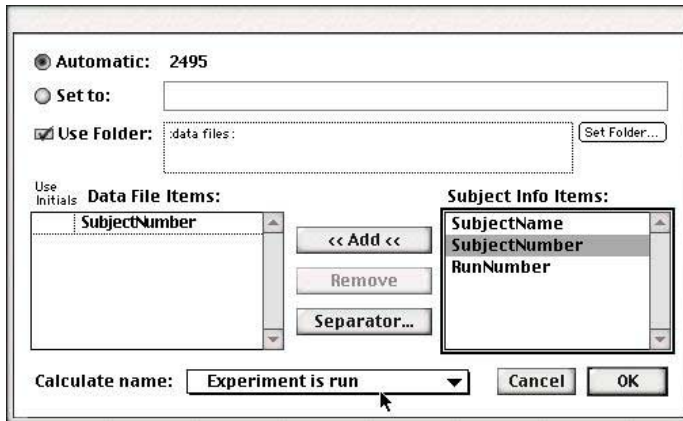 Automatic: 2495
Set to:
Use Folder: :data files:
Set Folder...
Use
Initials Data File Items:
Subject Info Items:
SubjectNumber
<< Add <<
Remove
Separator...
SubjectName
SubjectNumber
RunNumber
Calculate name: Experiment is run
Cancel
OK